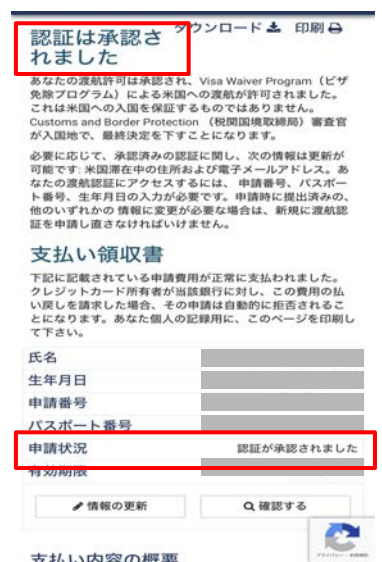 ダウンロード 印刷
認証は承認さ
れました
あなたの渡航許可は承認され、Visa Waiver Program（ビザ
免除プログラム）による米国への渡航が許可されました。
これは米国への入国を保証するものではありません。
Customs and Border Protection （税関国境取締局）審査官
が入国地で、最終決定を下すことになります。
必要に応じて、承認済みの認証に関し、次の情報は更新が
可能です: 米国滞在中の住所および電子メールアドレス。あ
なたの渡航認証にアクセスするには、 申請番号、パスポー
ト番号、生年月日の入力が必要です。申請時に提出済みの、
他のいずれかの 情報に変更が必要な場合は、新規に渡航認
証を申請し直さなければいけません。
支払い領収書
下記に記載されている申請費用が正常に支払われました。
クレジットカード所有者が当該銀行に対し、この費用の払
い戻しを請求した場合、その申請は自動的に拒否されるこ
とになります。あなた個人の記録用に、このページを印刷し
て下さい。
氏名
生年月日
申請番号
パスポート番号
申請状況 認証が承認されました
有効期限
情報の更新 確認する
支払い内容の概要
プライバシー - 利用規約